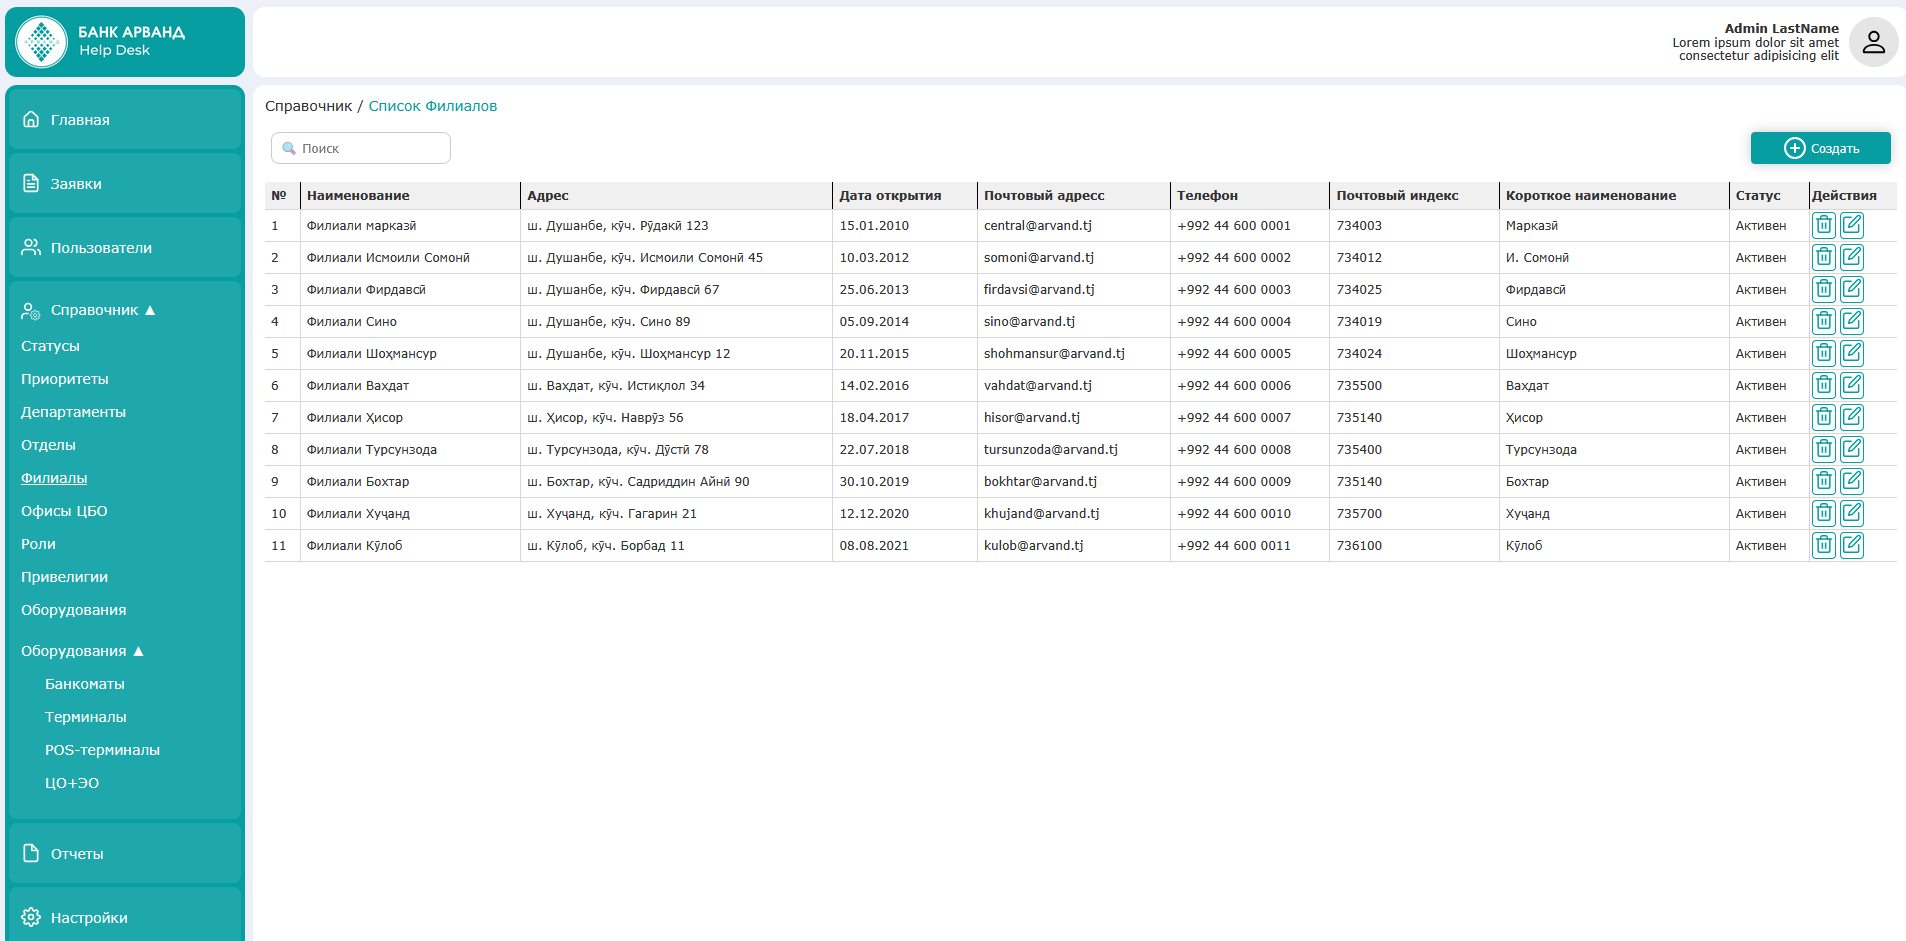 БАНК АРВАНД
Help Desk
Admin LastName
Lorem ipsum dolor sit amet
consectetur adipisicing elit
Главная
Заявки
Пользователи
Справочник ▲
Статусы
Приоритеты
Департаменты
Отделы
Филиалы
Офисы ЦБО
Роли
Привелигии
Оборудования
Оборудования ▲
Банкоматы
Терминалы
POS-терминалы
ЦО+ЭО
Отчеты
Настройки
Справочник / Список Филиалов
Поиск
Создать
№ Наименование Адрес Дата открытия Почтовый адресс Телефон Почтовый индекс Короткое наименование Статус Действия
1 Филиали марказӣ ш. Душанбе, кӯч. Рӯдакӣ 123 15.01.2010 central@arvand.tj +992 44 600 0001 734003 Марказӣ Активен
2 Филиали Исмоили Сомонӣ ш. Душанбе, кӯч. Исмоили Сомонӣ 45 10.03.2012 somoni@arvand.tj +992 44 600 0002 734012 И. Сомонӣ Активен
3 Филиали Фирдавсӣ ш. Душанбе, кӯч. Фирдавсӣ 67 25.06.2013 firdavsi@arvand.tj +992 44 600 0003 734025 Фирдавсӣ Активен
4 Филиали Сино ш. Душанбе, кӯч. Сино 89 05.09.2014 sino@arvand.tj +992 44 600 0004 734019 Сино Активен
5 Филиали Шоҳмансур ш. Душанбе, кӯч. Шоҳмансур 12 20.11.2015 shohmansur@arvand.tj +992 44 600 0005 734024 Шоҳмансур Активен
6 Филиали Ваҳдат ш. Ваҳдат, кӯч. Истиқлол 34 14.02.2016 vahdat@arvand.tj +992 44 600 0006 735500 Ваҳдат Активен
7 Филиали Ҳисор ш. Ҳисор, кӯч. Наврӯз 56 18.04.2017 hisor@arvand.tj +992 44 600 0007 735140 Ҳисор Активен
8 Филиали Турсунзода ш. Турсунзода, кӯч. Дӯстӣ 78 22.07.2018 tursunzoda@arvand.tj +992 44 600 0008 735400 Турсунзода Активен
9 Филиали Бохтар ш. Бохтар, кӯч. Садриддин Айнӣ 90 30.10.2019 bokhtar@arvand.tj +992 44 600 0009 735140 Бохтар Активен
10 Филиали Хуҷанд ш. Хуҷанд, кӯч. Гагарин 21 12.12.2020 khujand@arvand.tj +992 44 600 0010 735700 Хуҷанд Активен
11 Филиали Кӯлоб ш. Кӯлоб, кӯч. Борбад 11 08.08.2021 kulob@arvand.tj +992 44 600 0011 736100 Кӯлоб Активен